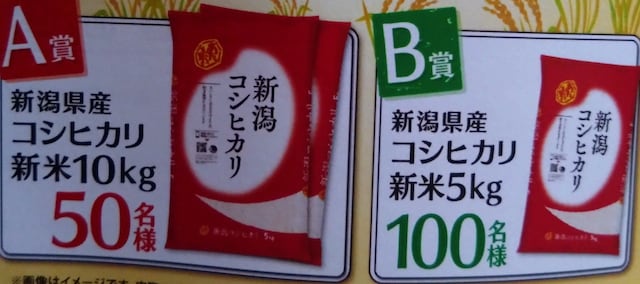 A賞
新潟県産
コシヒカリ
新米10kg
50名様
新潟
コシヒカリ
5kg
B賞
新潟県産
コシヒカリ
新米5kg
100名様
新潟
コシヒカリ
5kg
※画像はイメージです